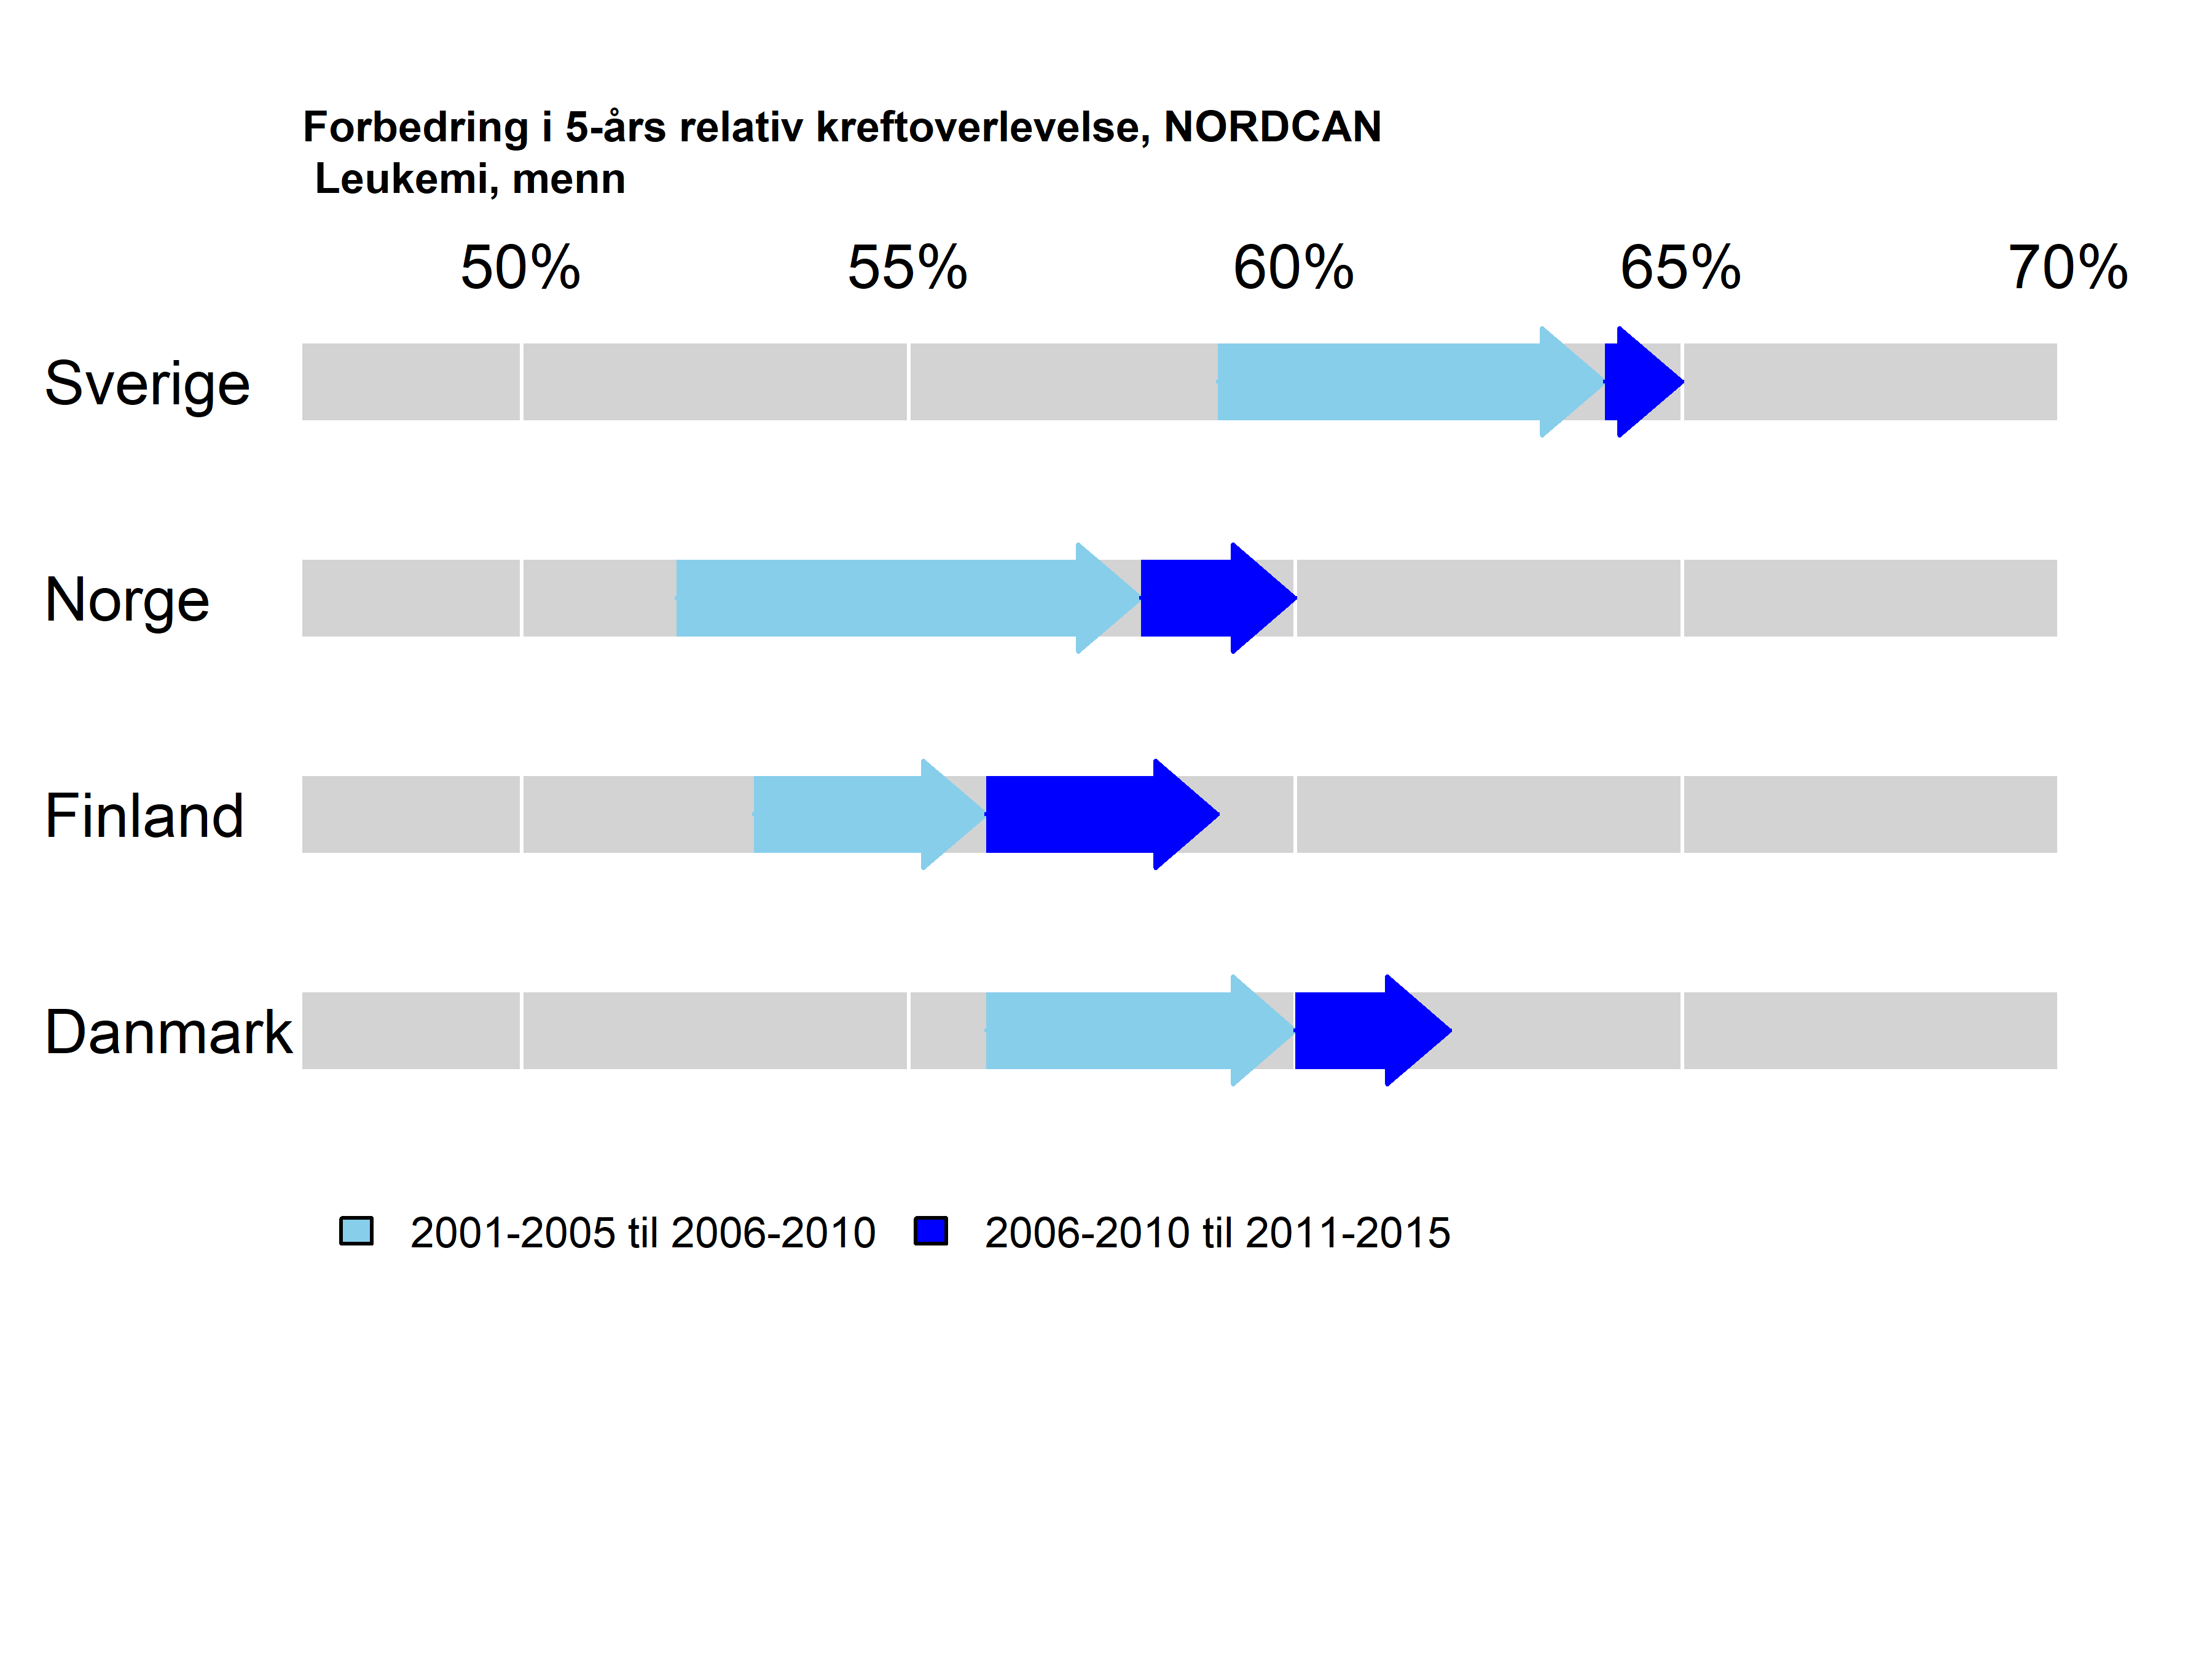 Forbedring i 5-års relativ kreftoverlevelse, NORDCAN
Leukemi, menn
50% 55% 60% 65% 70%
Sverige
Norge
Finland
Danmark
2001-2005 til 2006-2010 2006-2010 til 2011-2015